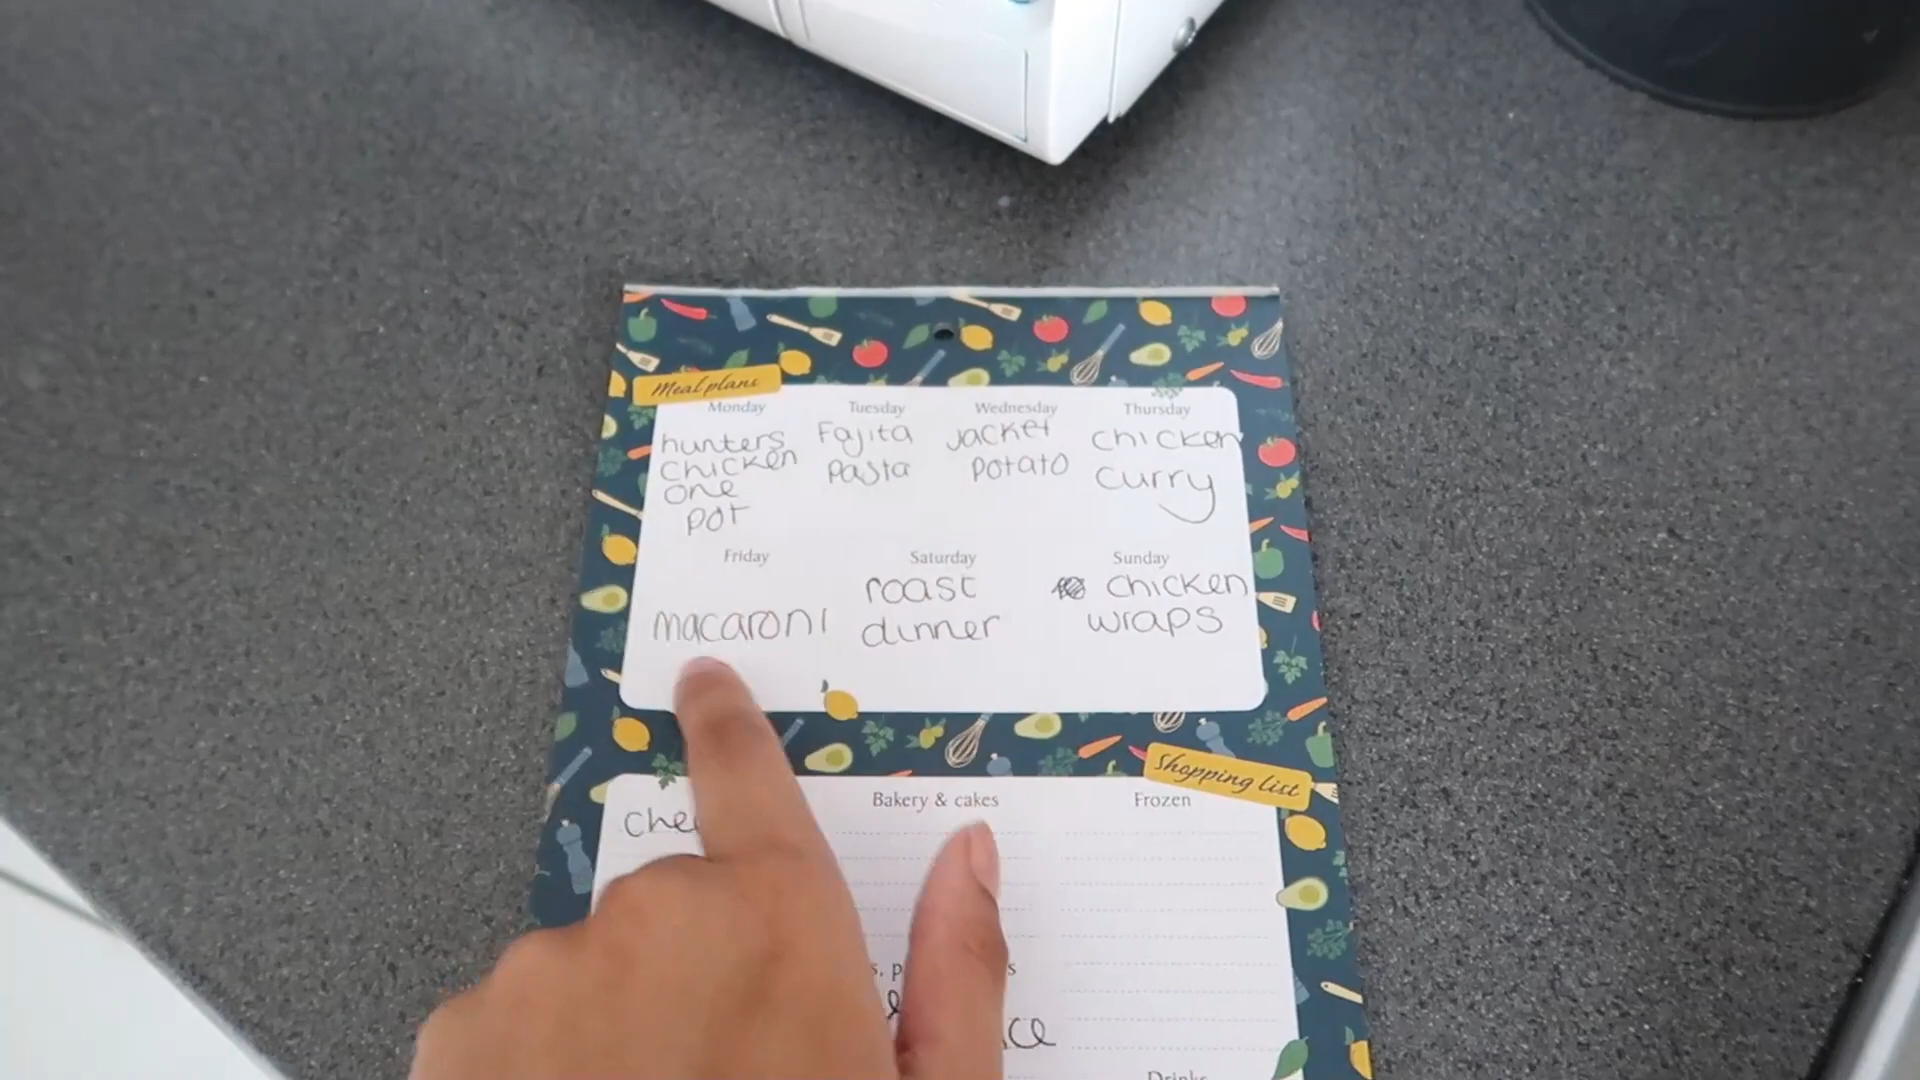 Meal plans
Monday
hunters
chicken
one
pot
Tuesday
Fajita
Pasta
Wednesday
Jacket
Potato
Thursday
chicken
curry
Friday
macaroni
Saturday
roast
dinner
Sunday
chicken
wraps
Shopping list
Bakery & cakes
Frozen
Drinks